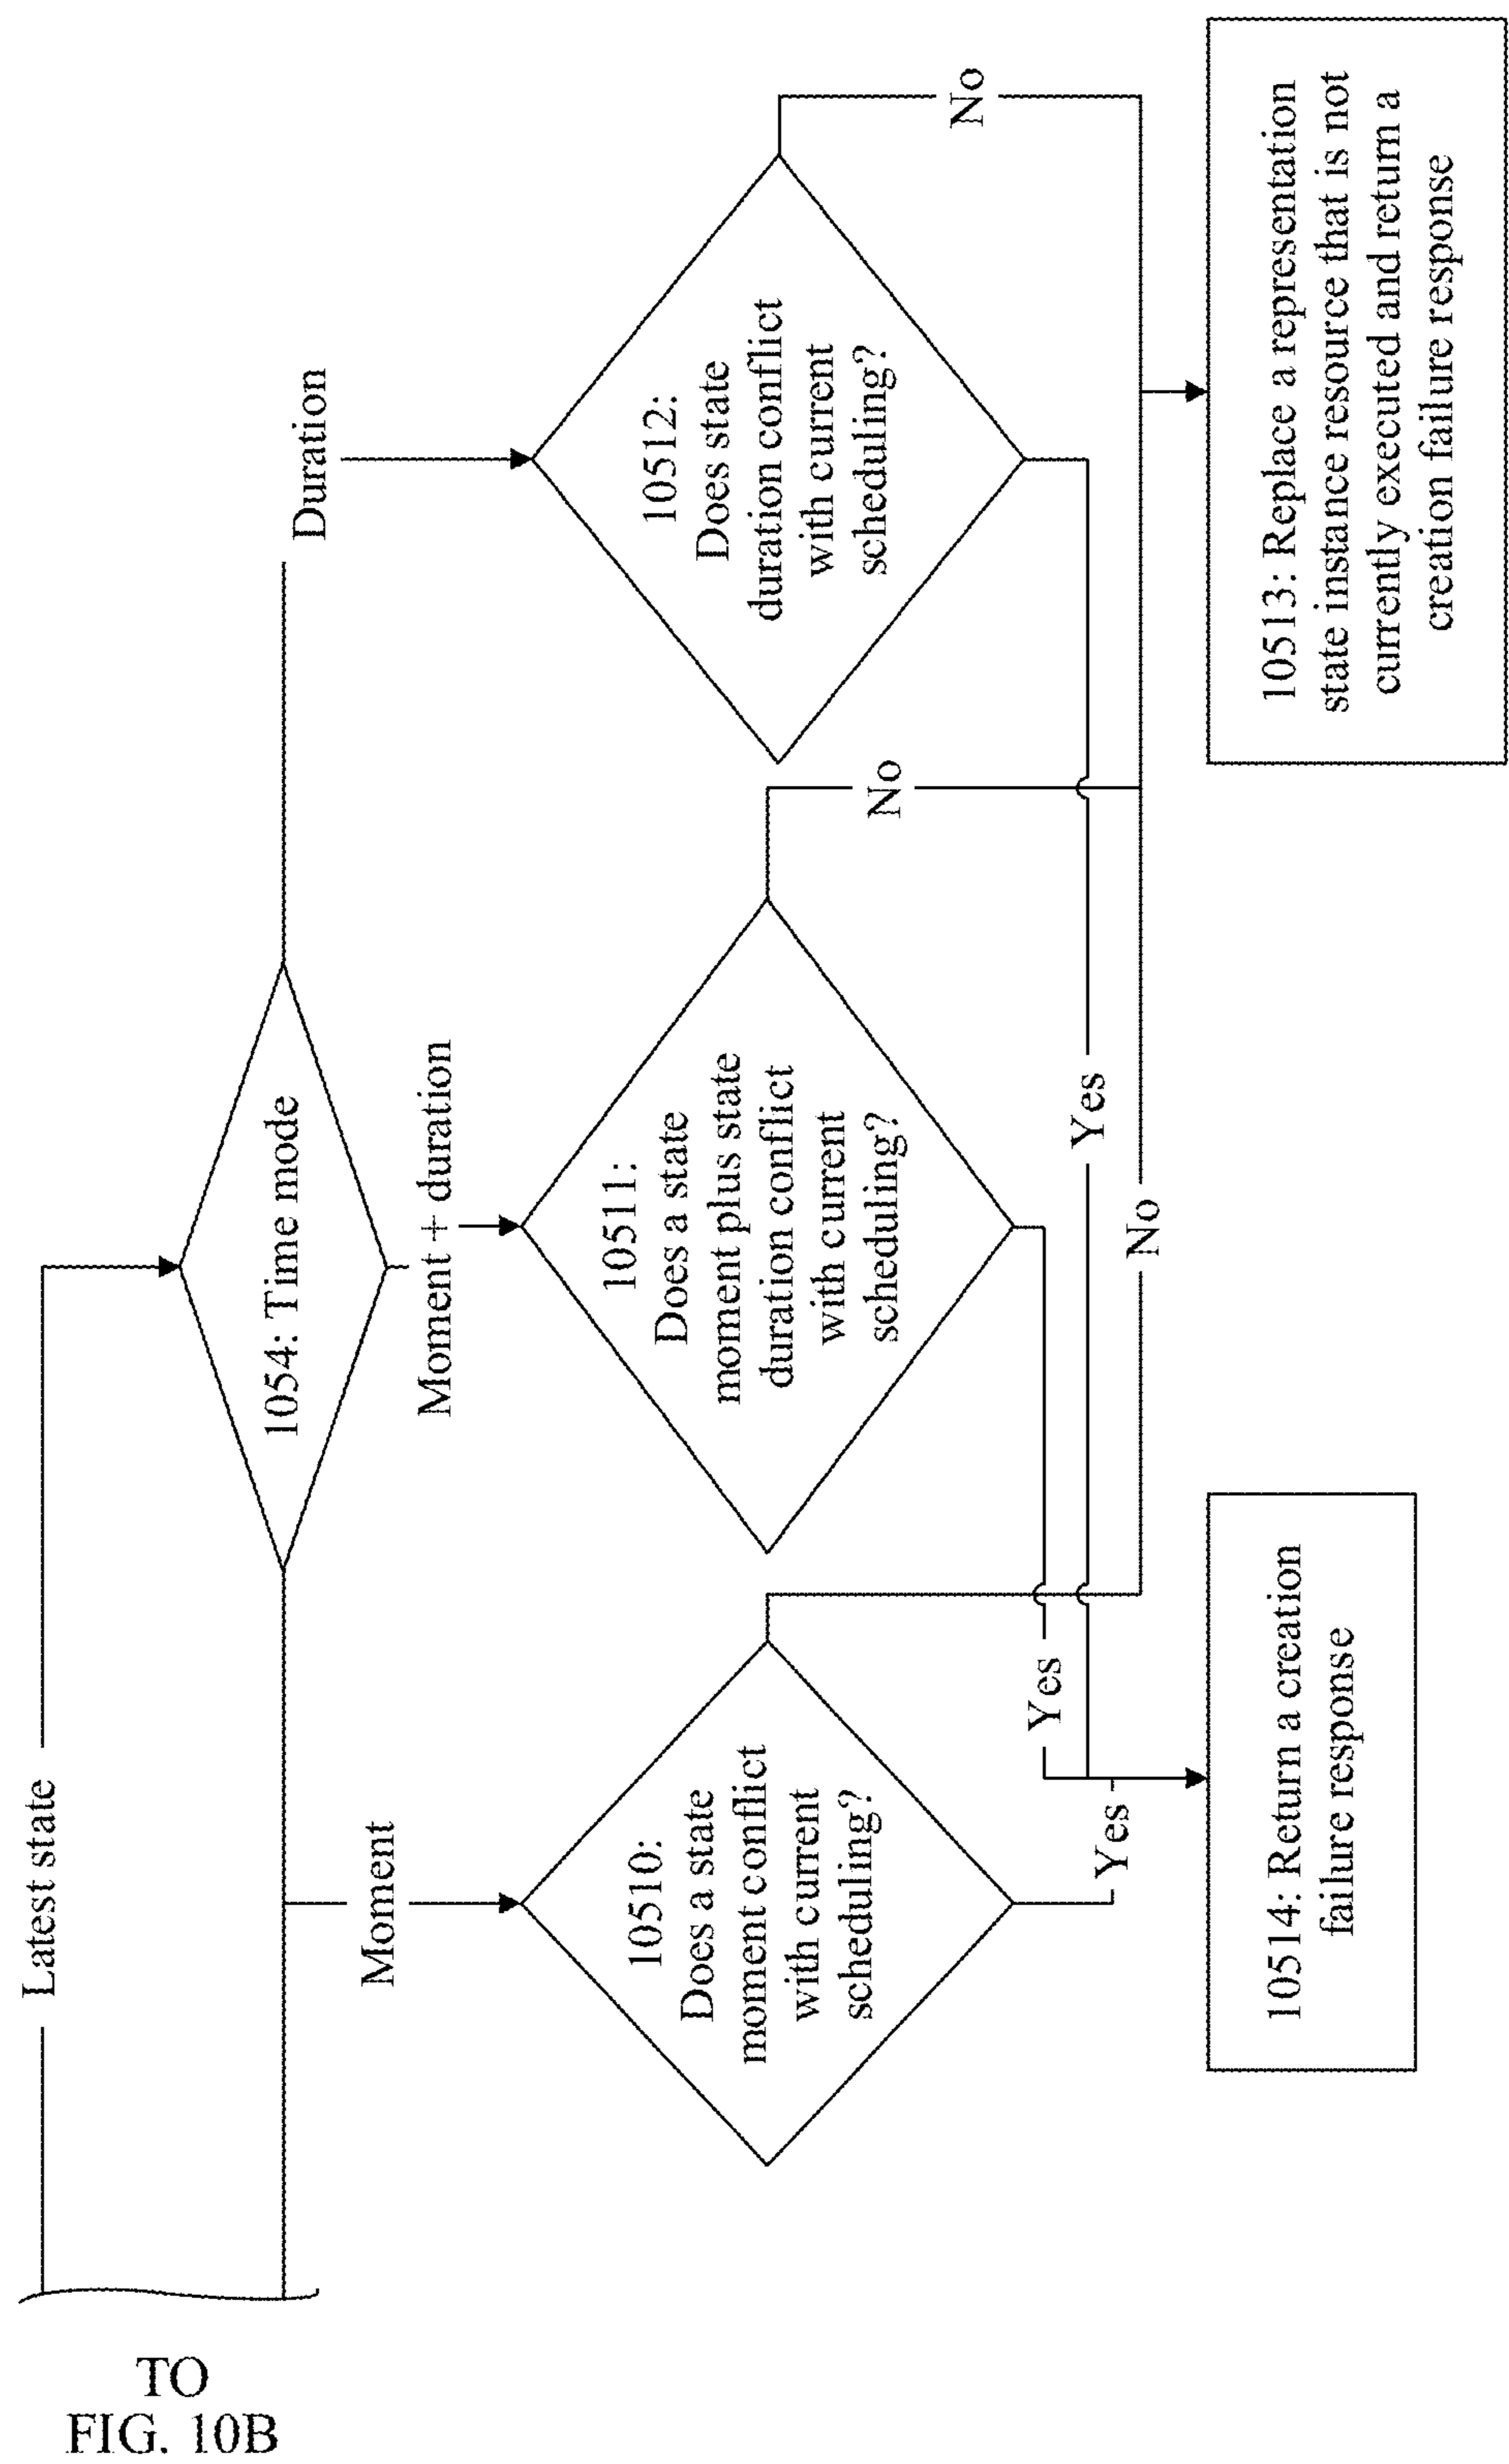 Latest state
1054: Time mode
Moment
Moment + duration
Duration
10510:
Does a state
moment conflict
with current
scheduling?
10511:
Does a state
moment plus state
duration conflict
with current
scheduling?
10512:
Does state
duration conflict
with current
scheduling?
No
No
No
Yes
Yes
Yes
10514: Return a creation
failure response
10513: Replace a representation
state instance resource that is not
currently executed and return a
creation failure response
TO
FIG. 10B